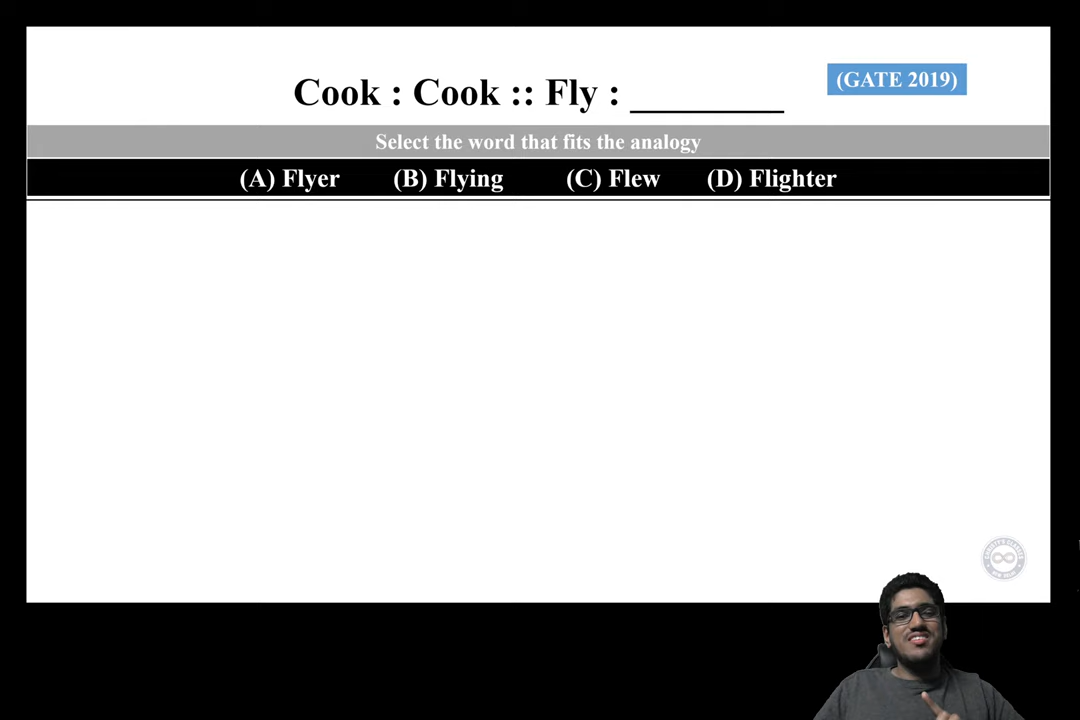 Cook : Cook :: Fly : ________
(GATE 2019)
Select the word that fits the analogy
(A) Flyer (B) Flying (C) Flew (D) Flighter